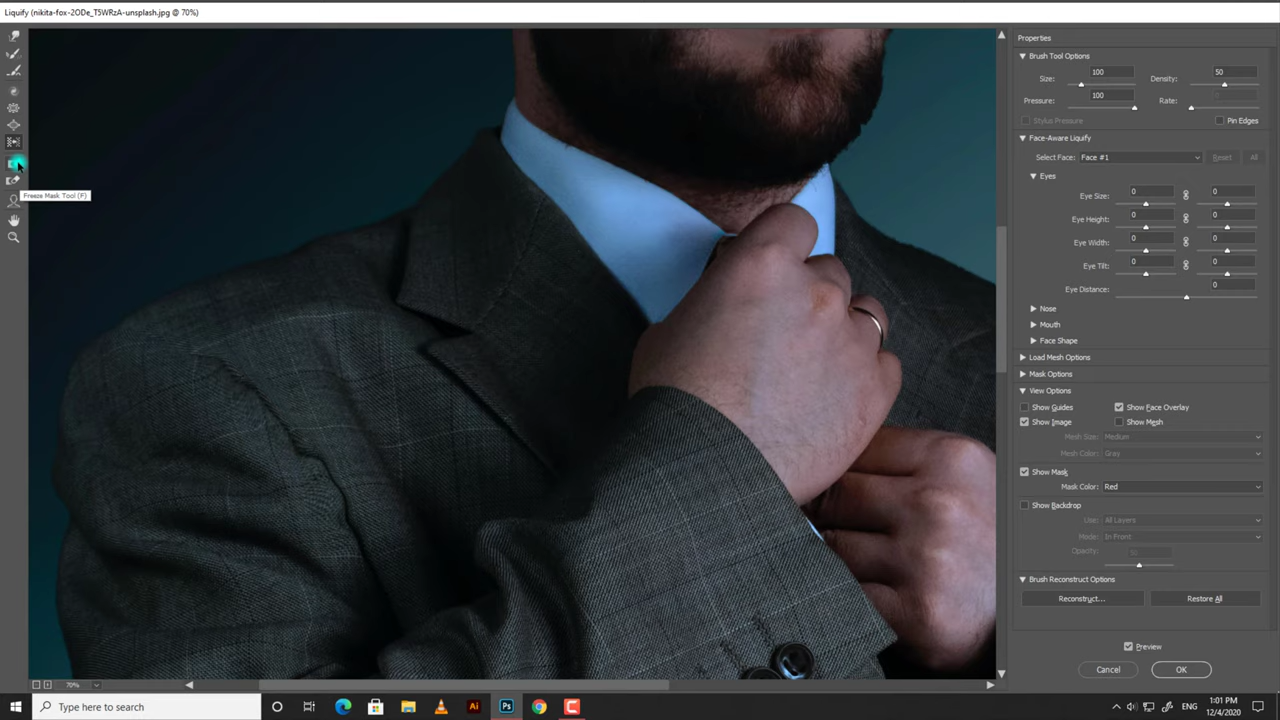 Liquify (nikita-fox-2ODe_T5WRzA-unsplash.jpg @ 70%)
Freeze Mask Tool (F)
70%
Properties
Brush Tool Options
Size: 100 Density: 50
Pressure: 100 Rate:
Stylus Pressure Pin Edges
Face-Aware Liquify
Select Face: Face #1 Reset All
Eyes
Eye Size: 0 0
Eye Height: 0 0
Eye Width: 0 0
Eye Tilt: 0 0
Eye Distance: 0
Nose
Mouth
Face Shape
Load Mesh Options
Mask Options
View Options
Show Guides Show Face Overlay
Show Image Show Mesh
Mesh Size: Medium
Mesh Color: Gray
Show Mask
Mask Color: Red
Show Backdrop
Use: All Layers
Mode: In Front
Opacity:
Brush Reconstruct Options
Reconstruct... Restore All
Preview
Cancel OK
Type here to search
Ai
Ps
ENG
1:01 PM
12/4/2020